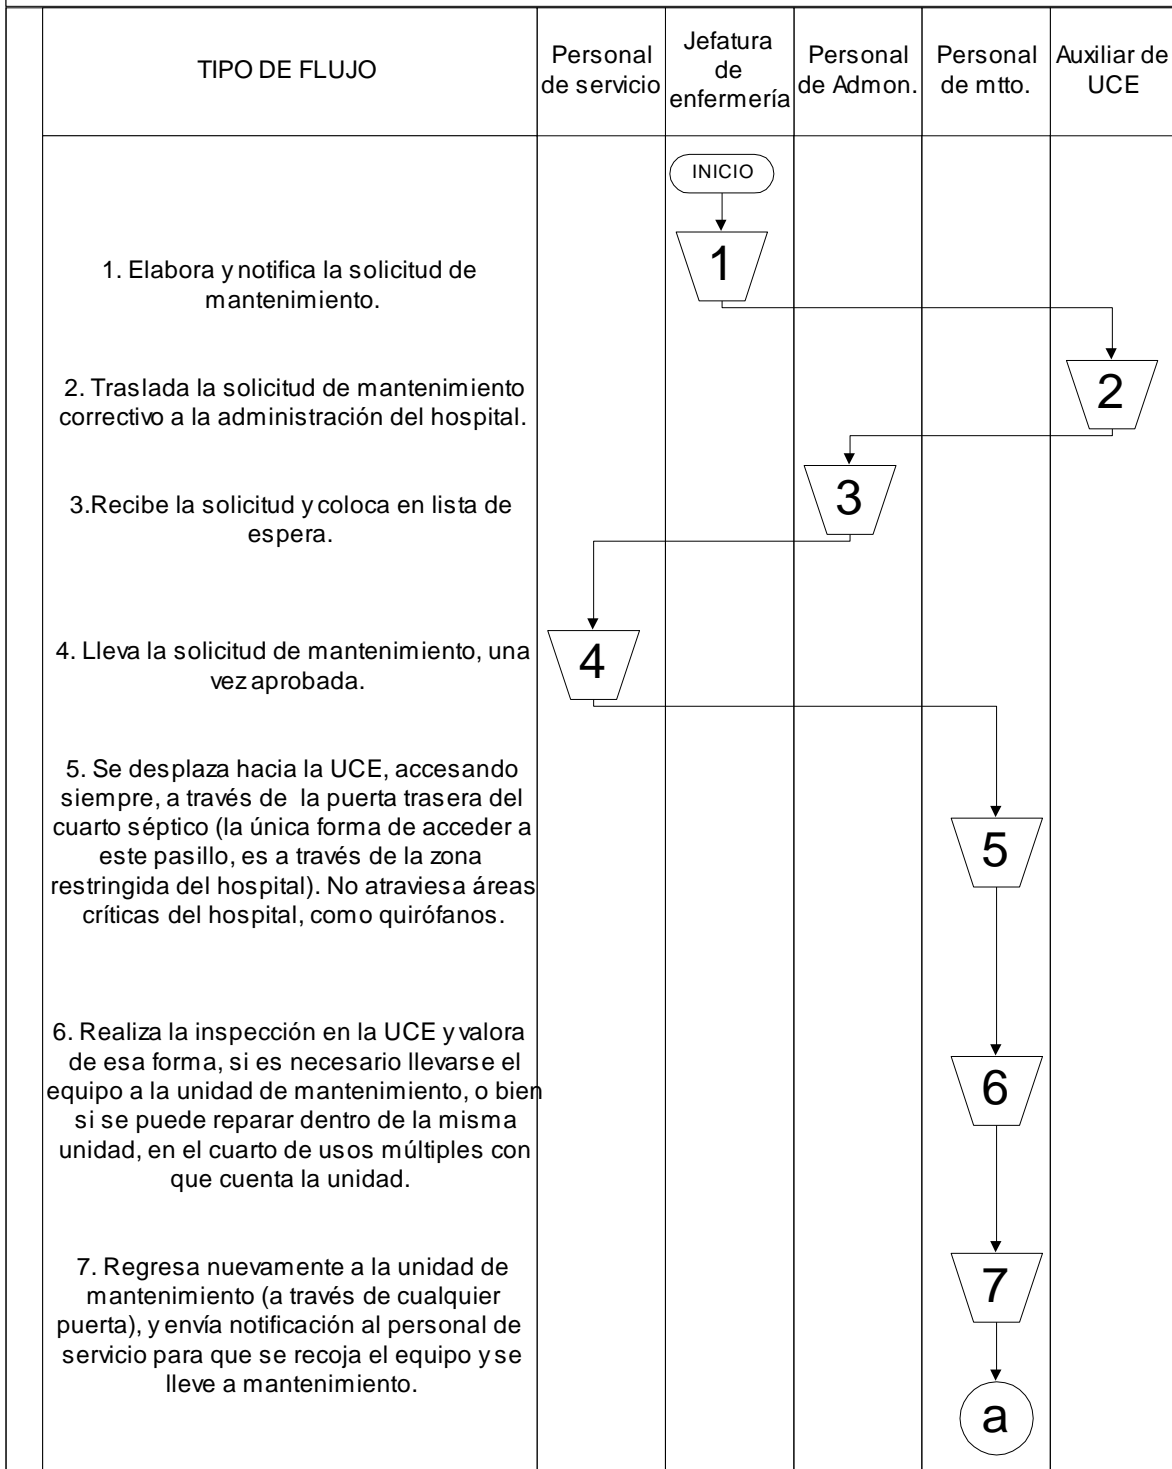 TIPO DE FLUJO
Personal
de servicio
Jefatura
de
enfermería
Personal
de Admon.
Personal
de mtto.
Auxiliar de
UCE
INICIO
1. Elabora y notifica la solicitud de
mantenimiento.
1
2. Traslada la solicitud de mantenimiento
correctivo a la administración del hospital.
2
3.Recibe la solicitud y coloca en lista de
espera.
3
4. Lleva la solicitud de mantenimiento, una
vez aprobada.
4
5. Se desplaza hacia la UCE, accesando
siempre, a través de la puerta trasera del
cuarto séptico (la única forma de acceder a
este pasillo, es a través de la zona
restringida del hospital). No atraviesa áreas
críticas del hospital, como quirófanos.
5
6. Realiza la inspección en la UCE y valora
de esa forma, si es necesario llevarse el
equipo a la unidad de mantenimiento, o bien
si se puede reparar dentro de la misma
unidad, en el cuarto de usos múltiples con
que cuenta la unidad.
6
7. Regresa nuevamente a la unidad de
mantenimiento (a través de cualquier
puerta), y envía notificación al personal de
servicio para que se recoja el equipo y se
lleve a mantenimiento.
7
a